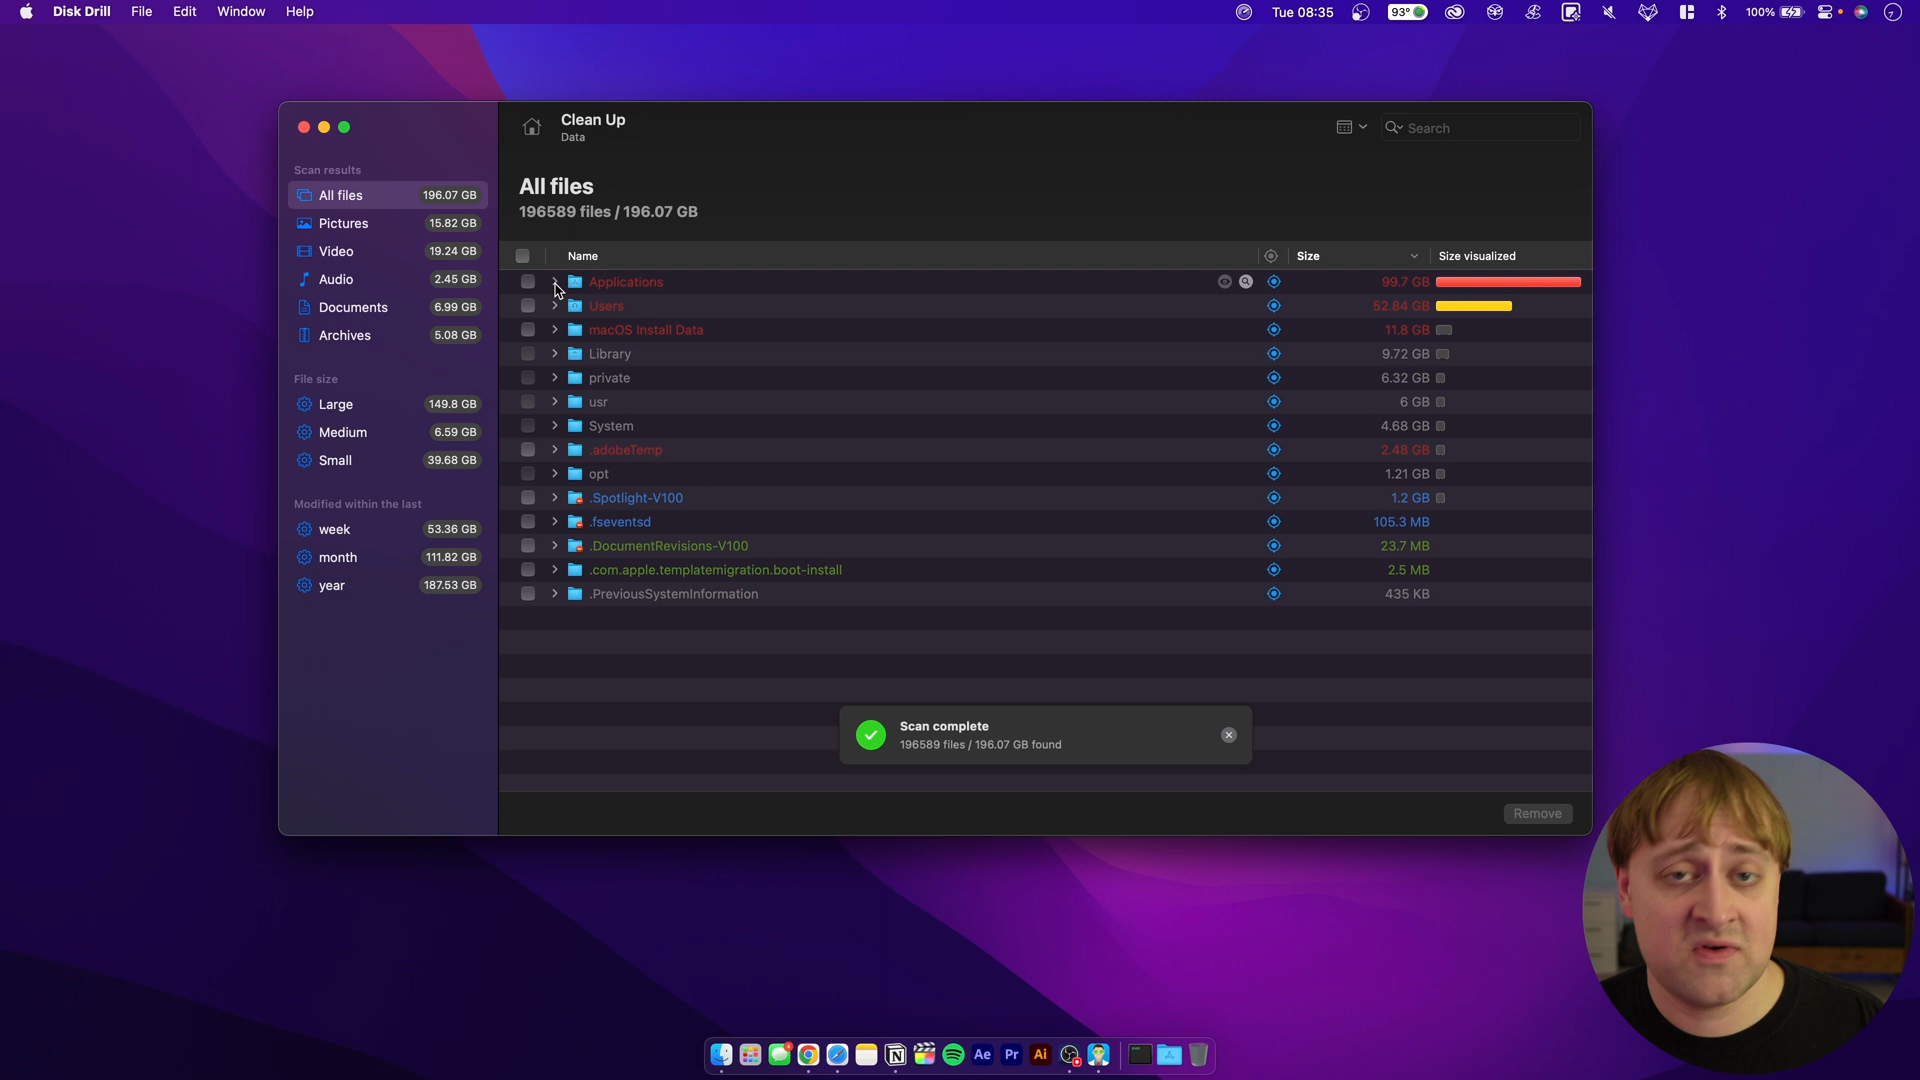 Disk Drill File Edit Window Help
Tue 08:35 93° 100%
Clean Up
Data
Search
Scan results
All files 196.07 GB
Pictures 15.82 GB
Video 19.24 GB
Audio 2.45 GB
Documents 6.99 GB
Archives 5.08 GB
File size
Large 149.8 GB
Medium 6.59 GB
Small 39.68 GB
Modified within the last
week 53.36 GB
month 111.82 GB
year 187.53 GB
All files
196589 files / 196.07 GB
Name Size Size visualized
Applications 99.7 GB
Users 52.84 GB
macOS Install Data 11.8 GB
Library 9.72 GB
private 6.32 GB
usr 6 GB
System 4.68 GB
.adobeTemp 2.48 GB
opt 1.21 GB
.Spotlight-V100 1.2 GB
.fseventsd 105.3 MB
.DocumentRevisions-V100 23.7 MB
.com.apple.templatemigration.boot-install 2.5 MB
.PreviousSystemInformation 435 KB
Scan complete
196589 files / 196.07 GB found
Remove
Ae Pr Ai